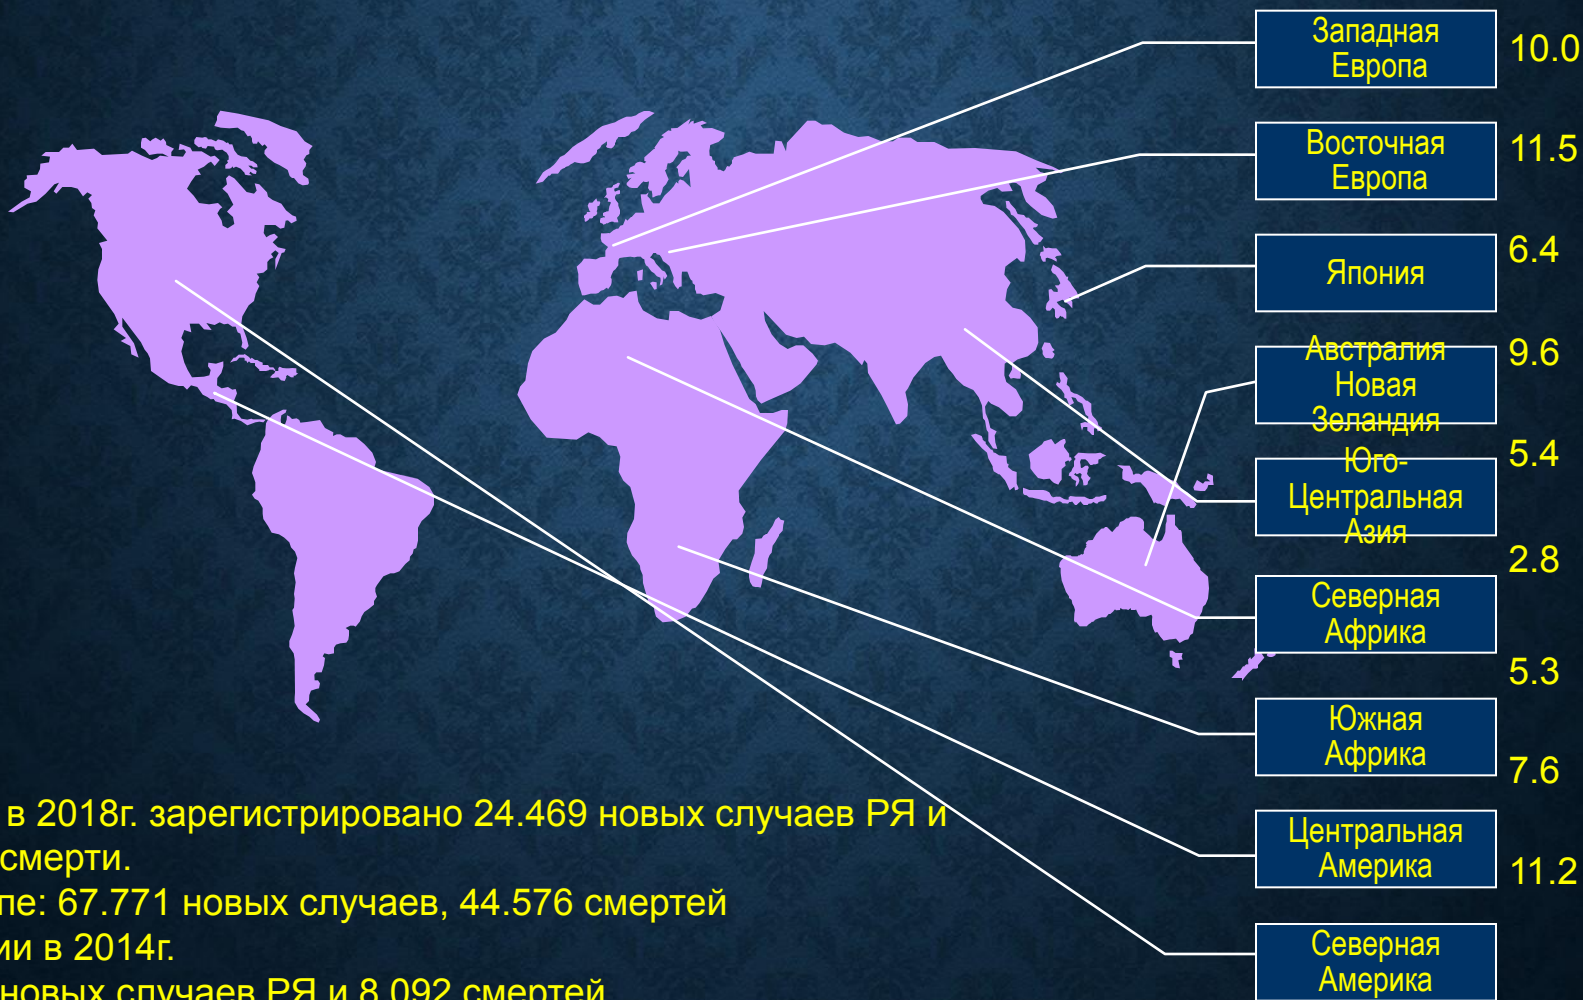 Западная
Европа
10.0
Восточная
Европа
11.5
Япония
6.4
Австралия
Новая
Зеландия
9.6
Юго-
Центральная
Азия
5.4
Северная
Африка
2.8
Южная
Африка
5.3
Центральная
Америка
7.6
Северная
Америка
11.2
в 2018г. зарегистрировано 24.469 новых случаев РЯ и
смерти.
пе: 67.771 новых случаев, 44.576 смертей
ии в 2014г.
новых случаев РЯ и 8.092 смертей